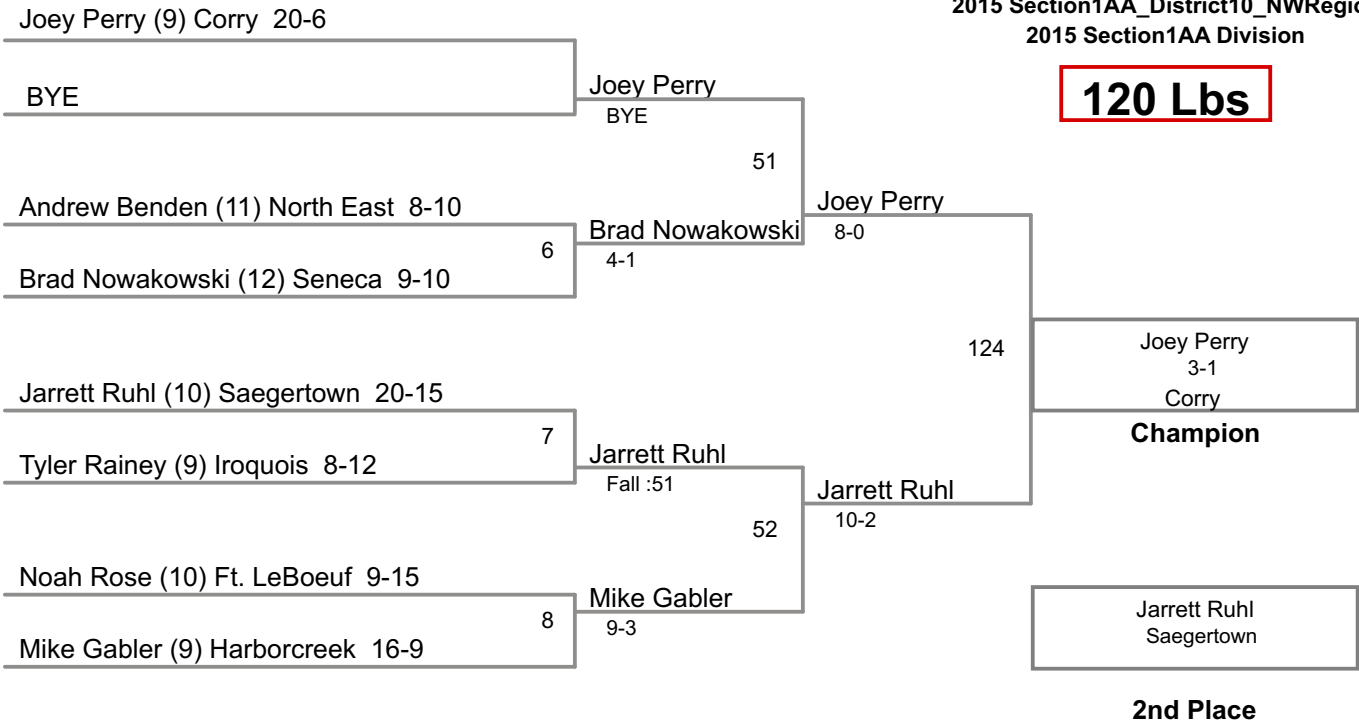 2015 Section1AA_District10_NWRegio
2015 Section1AA Division
120 Lbs
Joey Perry (9) Corry 20-6
BYE
Joey Perry
BYE
51
Andrew Benden (11) North East 8-10
6
Brad Nowakowski (12) Seneca 9-10
Brad Nowakowski
4-1
Joey Perry
8-0
124
Jarrett Ruhl (10) Saegertown 20-15
7
Tyler Rainey (9) Iroquois 8-12
Jarrett Ruhl
Fall :51
52
Jarrett Ruhl
10-2
Noah Rose (10) Ft. LeBoeuf 9-15
8
Mike Gabler (9) Harborcreek 16-9
Mike Gabler
9-3
Joey Perry
3-1
Corry
Champion
Jarrett Ruhl
Saegertown
2nd Place